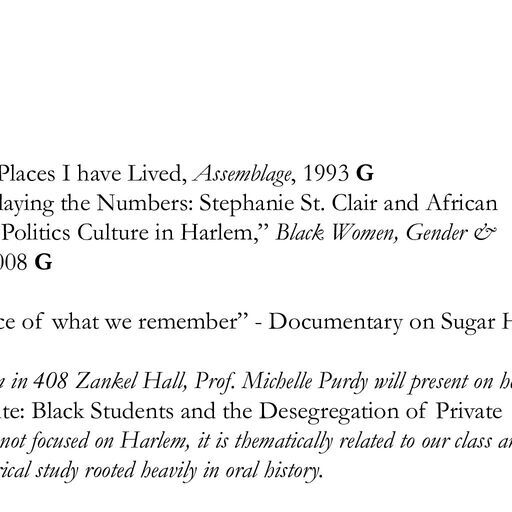 Places I have Lived, Assemblage, 1993 G
laying the Numbers: Stephanie St. Clair and African
Politics Culture in Harlem,” Black Women, Gender &
008 G
ce of what we remember” - Documentary on Sugar H
in 408 Zankel Hall, Prof. Michelle Purdy will present on h
te: Black Students and the Desegregation of Private
not focused on Harlem, it is thematically related to our class a
rical study rooted heavily in oral history.